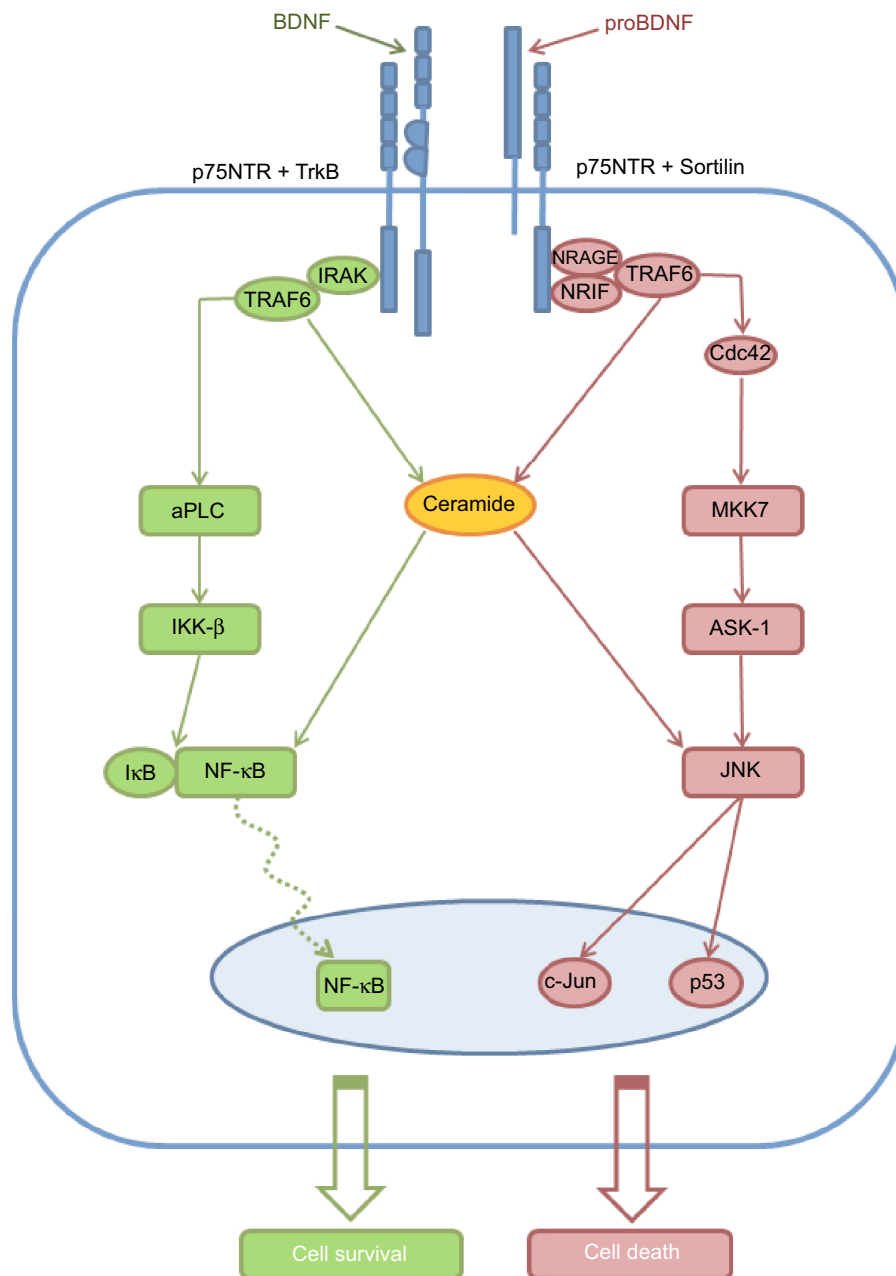 BDNF
proBDNF
p75NTR + TrkB
p75NTR + Sortilin
IRAK
TRAF6
NRAGE
NRIF
TRAF6
Cdc42
aPLC
Ceramide
MKK7
IKK-β
ASK-1
IκB
NF-κB
JNK
NF-κB
c-Jun
p53
Cell survival
Cell death